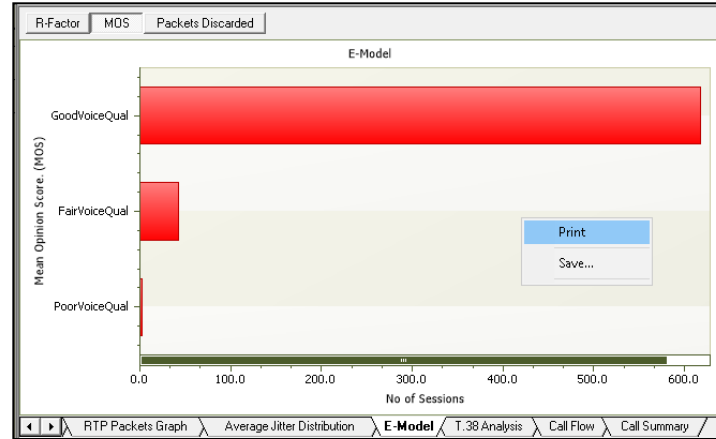 R-Factor MOS Packets Discarded
E-Model
Mean Opinion Score. (MOS)
GoodVoiceQual
FairVoiceQual
PoorVoiceQual
Print
Save...
0.0 100.0 200.0 300.0 400.0 500.0 600.0
No of Sessions
RTP Packets Graph Average Jitter Distribution E-Model T.38 Analysis Call Flow Call Summary